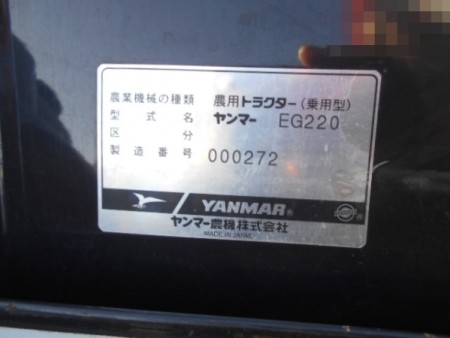 農業機械の種類 農用トラクター(乗用型)
型式名 ヤンマー EG220
区分
製造番号 000272
YANMAR®
ヤンマー農機株式会社
MADE IN JAPAN